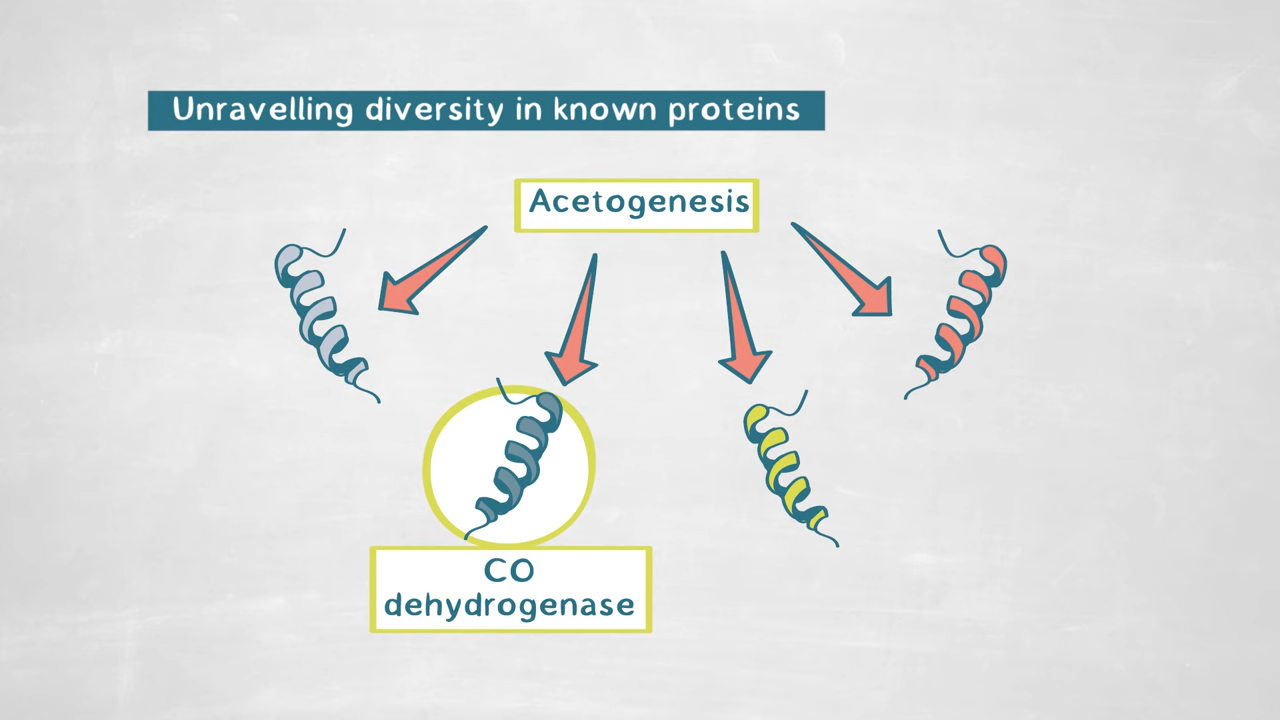 Unravelling diversity in known proteins
Acetogenesis
CO
dehydrogenase